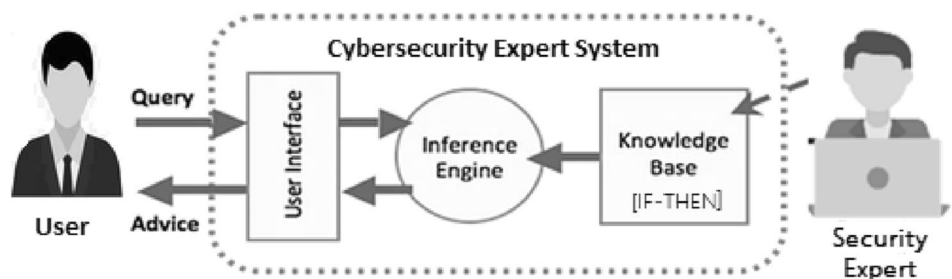 Cybersecurity Expert System
Query
User Interface
Inference
Engine
Knowledge
Base
[IF-THEN]
Advice
User
Security
Expert